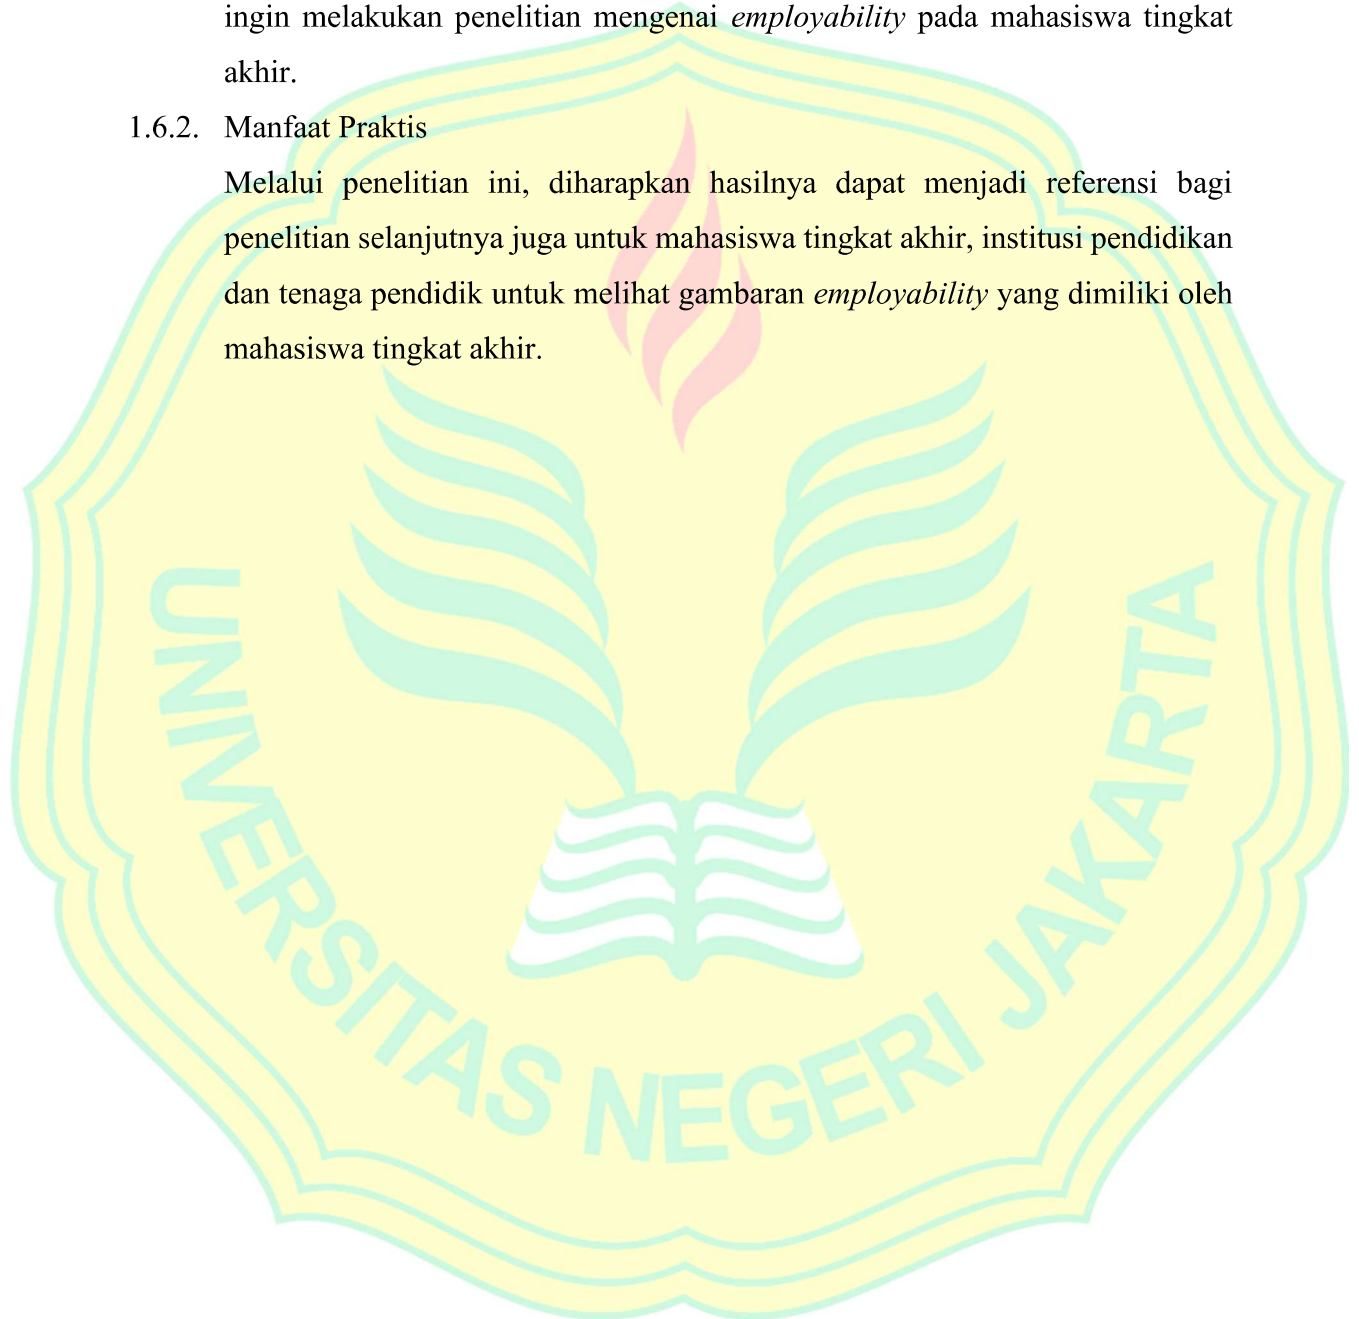 ingin melakukan penelitian mengenai employability pada mahasiswa tingkat
akhir.
1.6.2. Manfaat Praktis
Melalui penelitian ini, diharapkan hasilnya dapat menjadi referensi bagi
penelitian selanjutnya juga untuk mahasiswa tingkat akhir, institusi pendidikan
dan tenaga pendidik untuk melihat gambaran employability yang dimiliki oleh
mahasiswa tingkat akhir.
UNIVERSITAS NEGERI JAKARTA